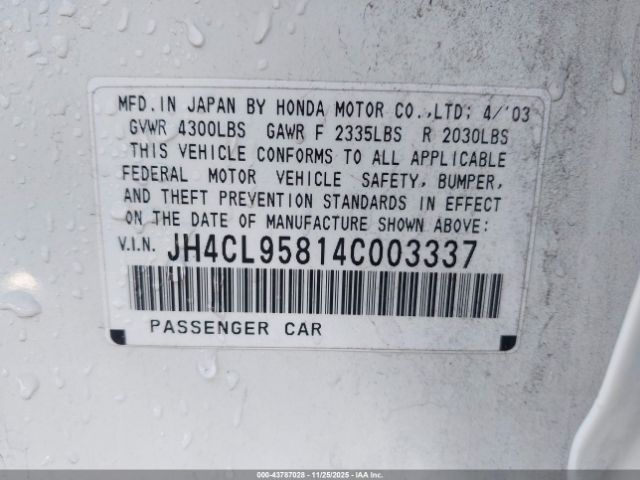 MFD. IN JAPAN BY HONDA MOTOR CO.,LTD; 4/'03
GVWR 4300LBS GAWR F 2335LBS R 2030LBS
THIS VEHICLE CONFORMS TO ALL APPLICABLE
FEDERAL MOTOR VEHICLE SAFETY, BUMPER,
AND THEFT PREVENTION STANDARDS IN EFFECT
ON THE DATE OF MANUFACTURE SHOWN ABOVE;
V.I.N. JH4CL95814C003337
PASSENGER CAR
000-43787028 - 11/25/2025 - IAAI.COM